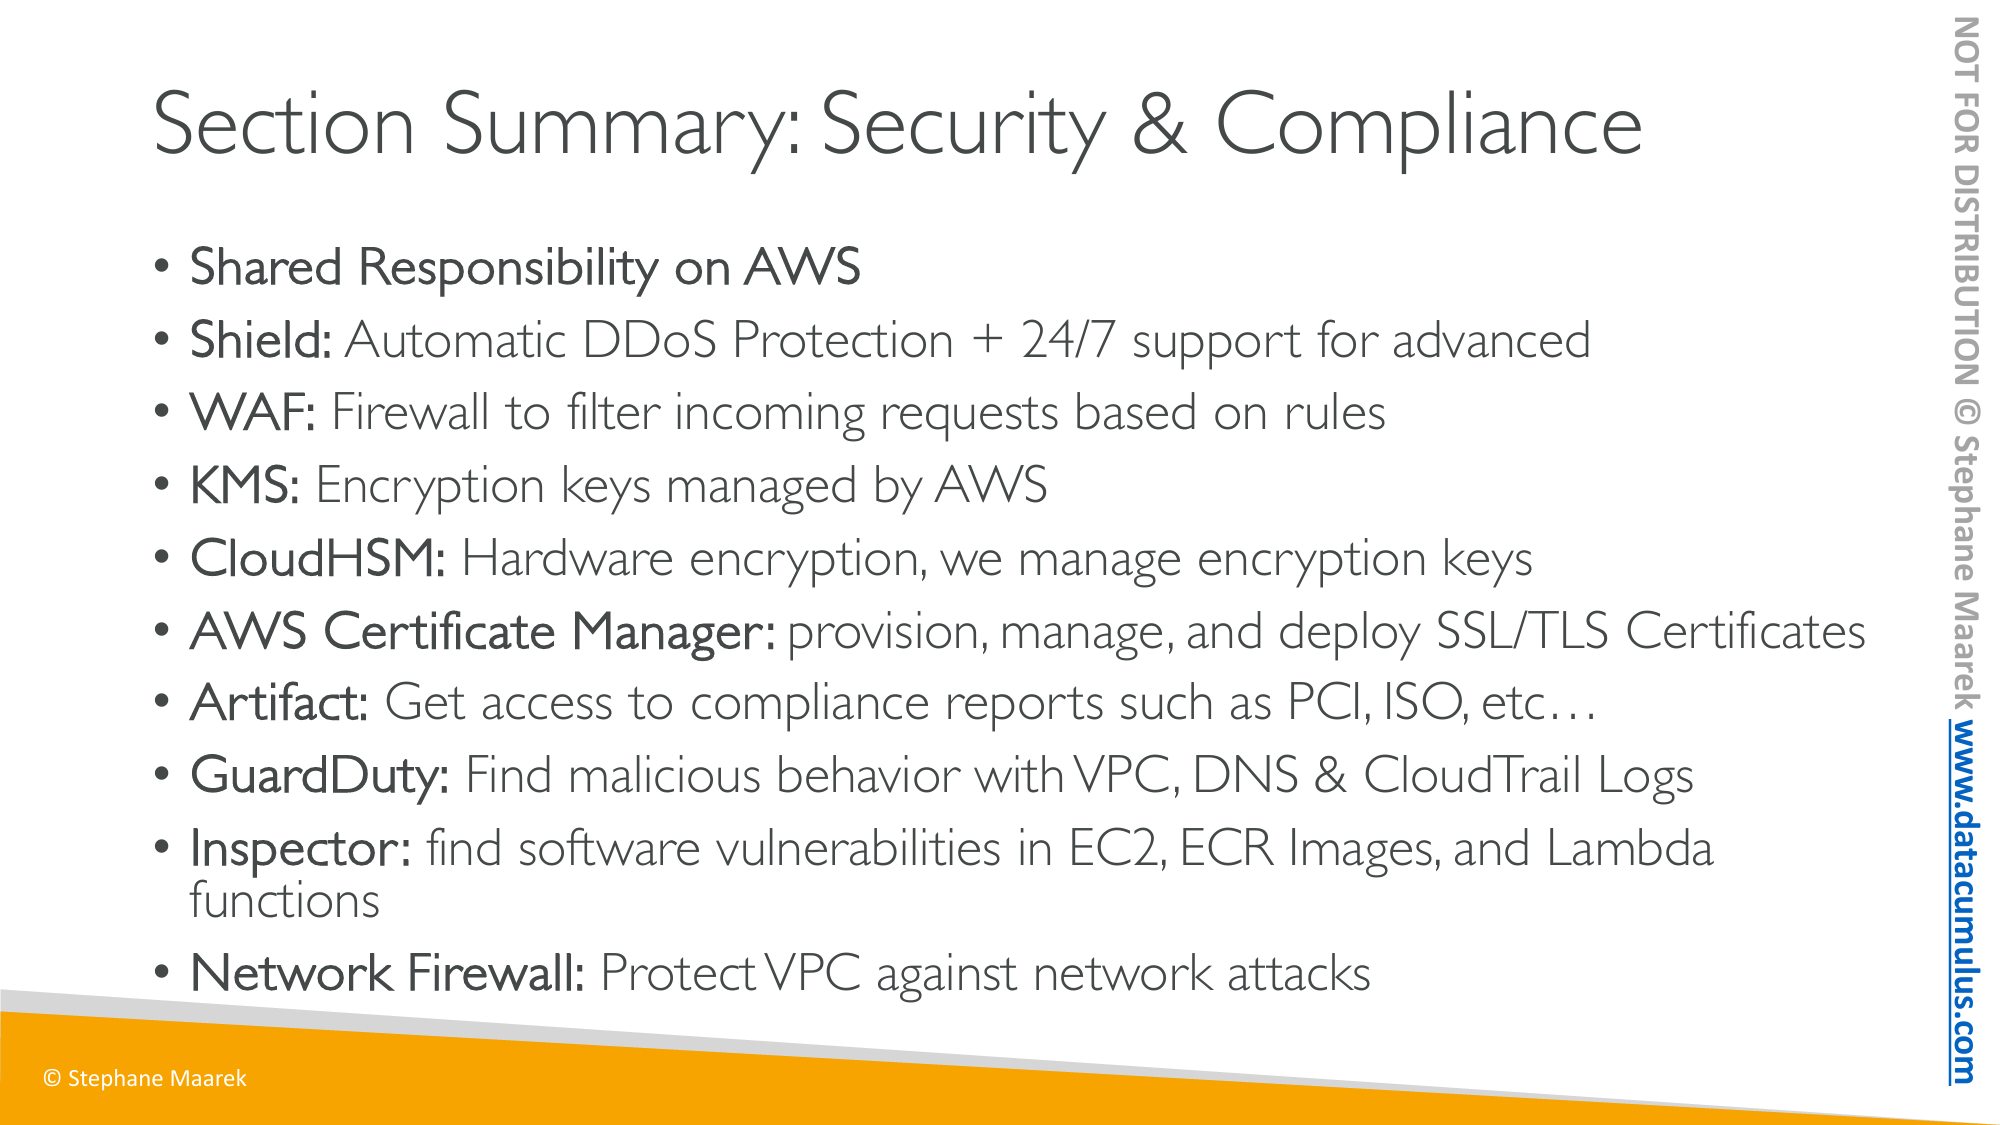 Section Summary: Security & Compliance
• Shared Responsibility on AWS
• Shield: Automatic DDoS Protection + 24/7 support for advanced
• WAF: Firewall to filter incoming requests based on rules
• KMS: Encryption keys managed by AWS
• CloudHSM: Hardware encryption, we manage encryption keys
• AWS Certificate Manager: provision, manage, and deploy SSL/TLS Certificates
• Artifact: Get access to compliance reports such as PCI, ISO, etc…
• GuardDuty: Find malicious behavior with VPC, DNS & CloudTrail Logs
• Inspector: find software vulnerabilities in EC2, ECR Images, and Lambda
functions
• Network Firewall: Protect VPC against network attacks
© Stephane Maarek
NOT FOR DISTRIBUTION © Stephane Maarek www.datacumulus.com